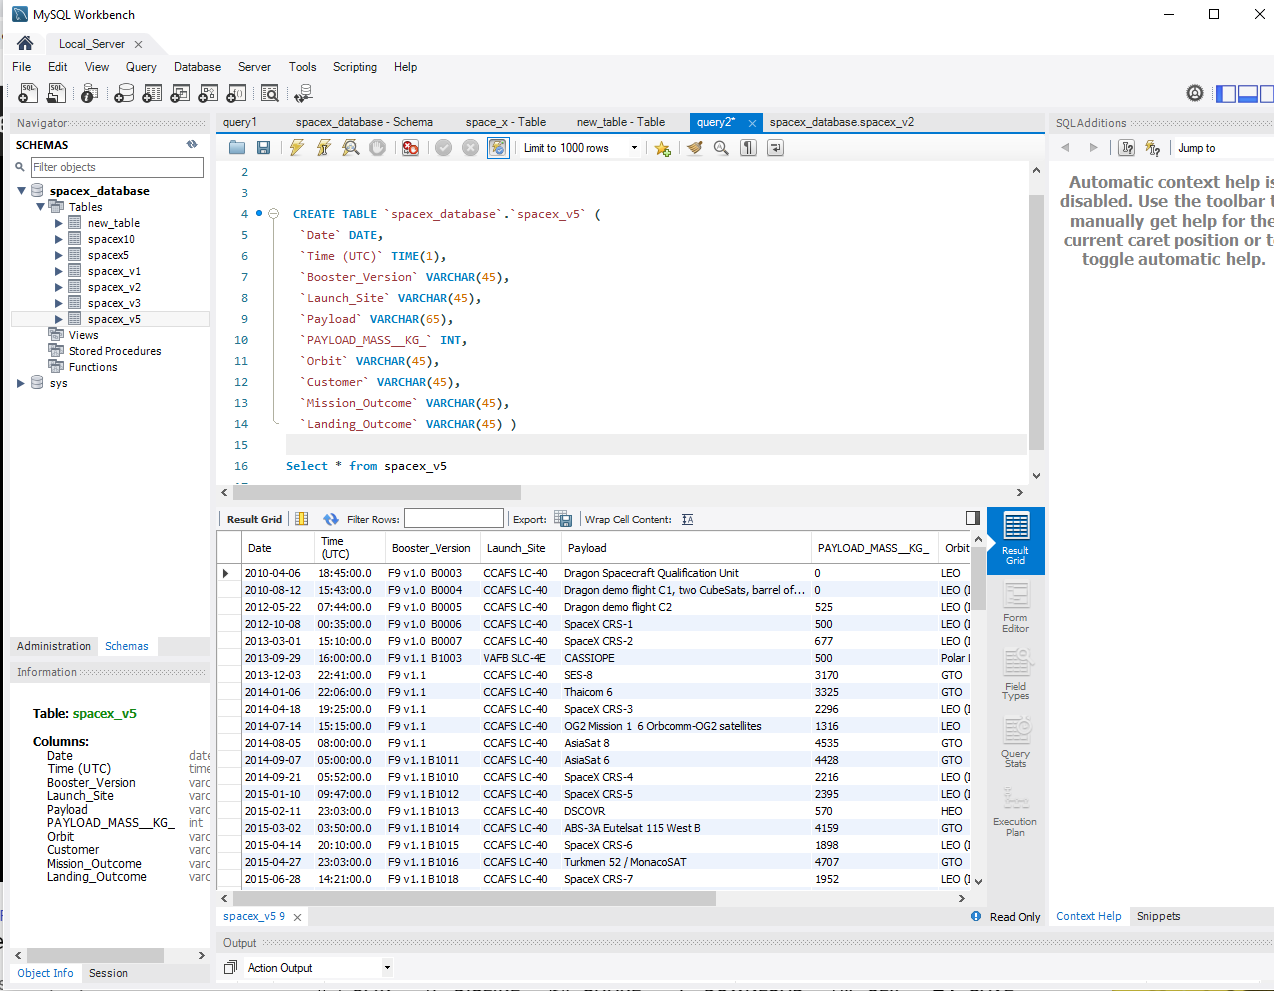 MySQL Workbench
Local_Server
File Edit View Query Database Server Tools Scripting Help
Navigator
SCHEMAS
Filter objects
spacex_database
Tables
new_table
spacex10
spacex5
spacex_v1
spacex_v2
spacex_v3
spacex_v5
Views
Stored Procedures
Functions
sys
Administration Schemas
Information
Table: spacex_v5
Columns:
Date date
Time (UTC) time
Booster_Version varc
Launch_Site varc
Payload varc
PAYLOAD_MASS__KG_ int
Orbit varc
Customer varc
Mission_Outcome varc
Landing_Outcome varc
Object Info Session
query1 spacex_database - Schema space_x - Table new_table - Table query2* spacex_database.spacex_v2
Limit to 1000 rows
2
3
4 CREATE TABLE `spacex_database`.`spacex_v5` (
5 `Date` DATE,
6 `Time (UTC)` TIME(1),
7 `Booster_Version` VARCHAR(45),
8 `Launch_Site` VARCHAR(45),
9 `Payload` VARCHAR(65),
10 `PAYLOAD_MASS__KG_` INT,
11 `Orbit` VARCHAR(45),
12 `Customer` VARCHAR(45),
13 `Mission_Outcome` VARCHAR(45),
14 `Landing_Outcome` VARCHAR(45) )
15
16 Select * from spacex_v5
Result Grid Filter Rows: Export: Wrap Cell Content:
Date Time (UTC) Booster_Version Launch_Site Payload PAYLOAD_MASS__KG_ Orbit
2010-04-06 18:45:00.0 F9 v1.0 B0003 CCAFS LC-40 Dragon Spacecraft Qualification Unit 0 LEO
2010-08-12 15:43:00.0 F9 v1.0 B0004 CCAFS LC-40 Dragon demo flight C1, two CubeSats, barrel of... 0 LEO (I
2012-05-22 07:44:00.0 F9 v1.0 B0005 CCAFS LC-40 Dragon demo flight C2 525 LEO (I
2012-10-08 00:35:00.0 F9 v1.0 B0006 CCAFS LC-40 SpaceX CRS-1 500 LEO (I
2013-03-01 15:10:00.0 F9 v1.0 B0007 CCAFS LC-40 SpaceX CRS-2 677 LEO (I
2013-09-29 16:00:00.0 F9 v1.1 B1003 VAFB SLC-4E CASSIOPE 500 Polar
2013-12-03 22:41:00.0 F9 v1.1 CCAFS LC-40 SES-8 3170 GTO
2014-01-06 22:06:00.0 F9 v1.1 CCAFS LC-40 Thaicom 6 3325 GTO
2014-04-18 19:25:00.0 F9 v1.1 CCAFS LC-40 SpaceX CRS-3 2296 LEO (I
2014-07-14 15:15:00.0 F9 v1.1 CCAFS LC-40 OG2 Mission 1 6 Orbcomm-OG2 satellites 1316 LEO
2014-08-05 08:00:00.0 F9 v1.1 CCAFS LC-40 AsiaSat 8 4535 GTO
2014-09-07 05:00:00.0 F9 v1.1 B1011 CCAFS LC-40 AsiaSat 6 4428 GTO
2014-09-21 05:52:00.0 F9 v1.1 B1010 CCAFS LC-40 SpaceX CRS-4 2216 LEO (I
2015-01-10 09:47:00.0 F9 v1.1 B1012 CCAFS LC-40 SpaceX CRS-5 2395 LEO (I
2015-02-11 23:03:00.0 F9 v1.1 B1013 CCAFS LC-40 DSCOVR 570 HEO
2015-03-02 03:50:00.0 F9 v1.1 B1014 CCAFS LC-40 ABS-3A Eutelsat 115 West B 4159 GTO
2015-04-14 20:10:00.0 F9 v1.1 B1015 CCAFS LC-40 SpaceX CRS-6 1898 LEO (I
2015-04-27 23:03:00.0 F9 v1.1 B1016 CCAFS LC-40 Turkmen 52 / MonacoSAT 4707 GTO
2015-06-28 14:21:00.0 F9 v1.1 B1018 CCAFS LC-40 SpaceX CRS-7 1952 LEO (I
spacex_v5 9 Read Only
Result
Grid
Form
Editor
Field
Types
Query
Stats
Execution
Plan
Output
Action Output
SQLAdditions
Jump to
Automatic context help is
disabled. Use the toolbar t
manually get help for the
current caret position or to
toggle automatic help.
Context Help Snippets